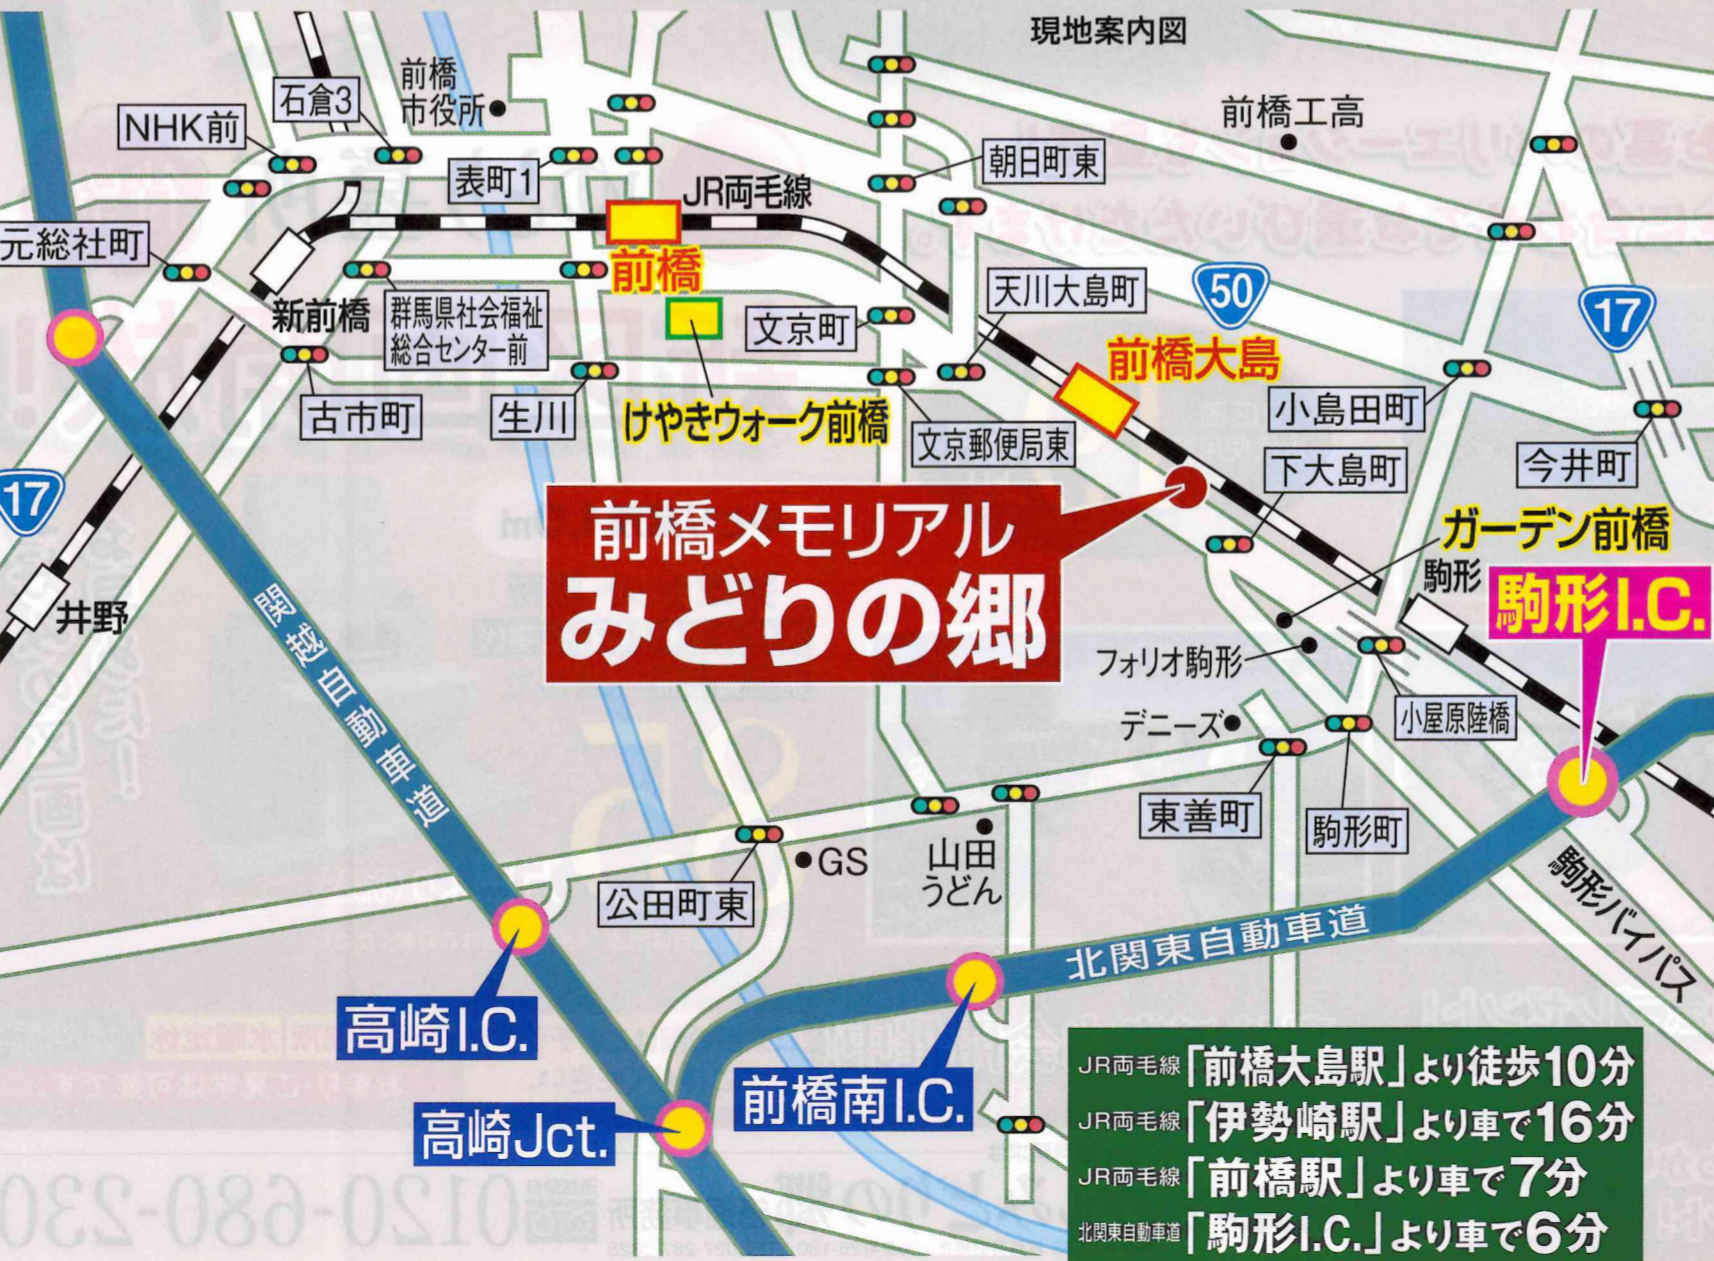 現地案内図
前橋
市役所
石倉3
NHK前
表町1
JR両毛線
朝日町東
前橋工高
元総社町
前橋
新前橋
群馬県社会福祉
総合センター前
文京町
天川大島町
50
17
前橋大島
古市町
生川
けやきウォーク前橋
文京郵便局東
小島田町
下大島町
今井町
17
前橋メモリアル
みどりの郷
ガーデン前橋
駒形
駒形I.C.
井野
関越自動車道
フォリオ駒形
デニーズ
小屋原陸橋
東善町
駒形町
GS
山田
うどん
公田町東
駒形バイパス
北関東自動車道
高崎I.C.
前橋南I.C.
高崎Jct.
JR両毛線「前橋大島駅」より徒歩10分
JR両毛線「伊勢崎駅」より車で16分
JR両毛線「前橋駅」より車で7分
北関東自動車道「駒形I.C.」より車で6分
0120-680-230